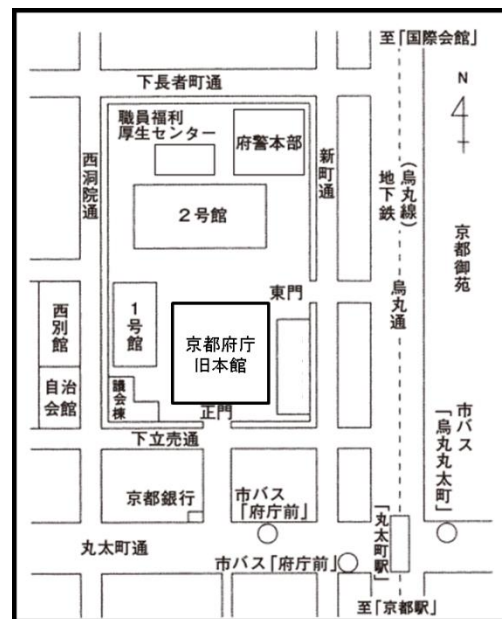 至「国際会館」
下長者町通
N
職員福利
厚生センター
府警本部
新町通
西洞院通
地下鉄
(烏丸線)
2号館
京都御苑
東門
烏丸通
西別館
1号館
京都府庁
旧本館
自治
会館
議会棟
正門
市バス
「烏丸丸太町」
下立売通
京都銀行
市バス
「府庁前」
「丸太町駅」
丸太町通
市バス「府庁前」
至「京都駅」